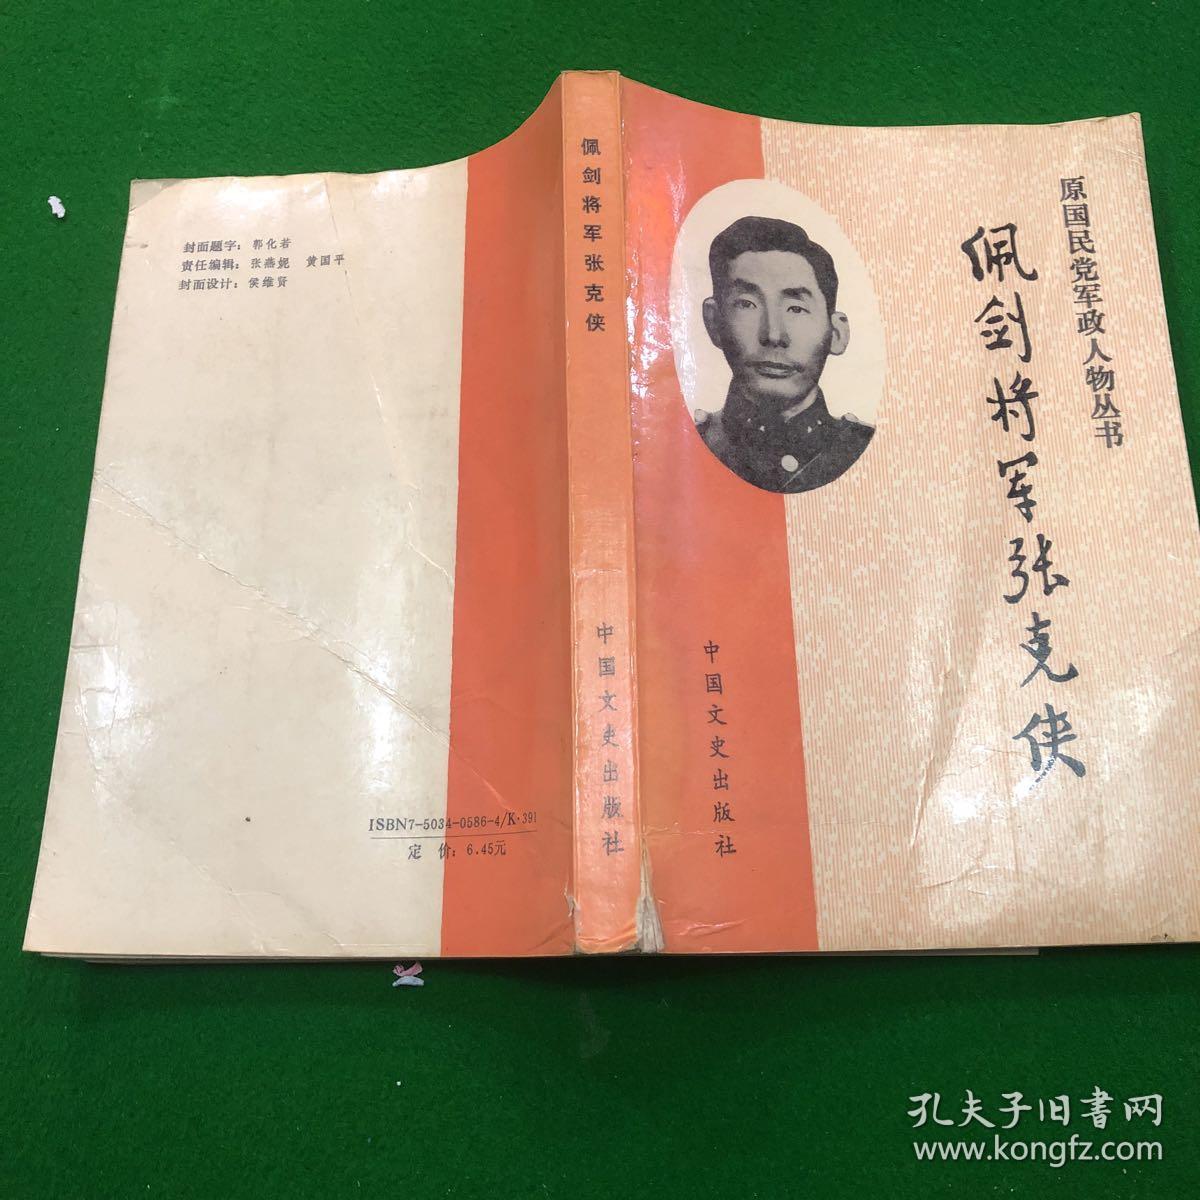 封面题字：郭化若
责任编辑：张燕妮　黄国平
封面设计：侯维贤
ISBN7-5034-0586-4/K·391
定 价：6.45元
佩剑将军张克侠
中国文史出版社
原国民党军政人物丛书
佩剑将军张克侠
中国文史出版社
孔夫子旧書网
www.kongfz.com